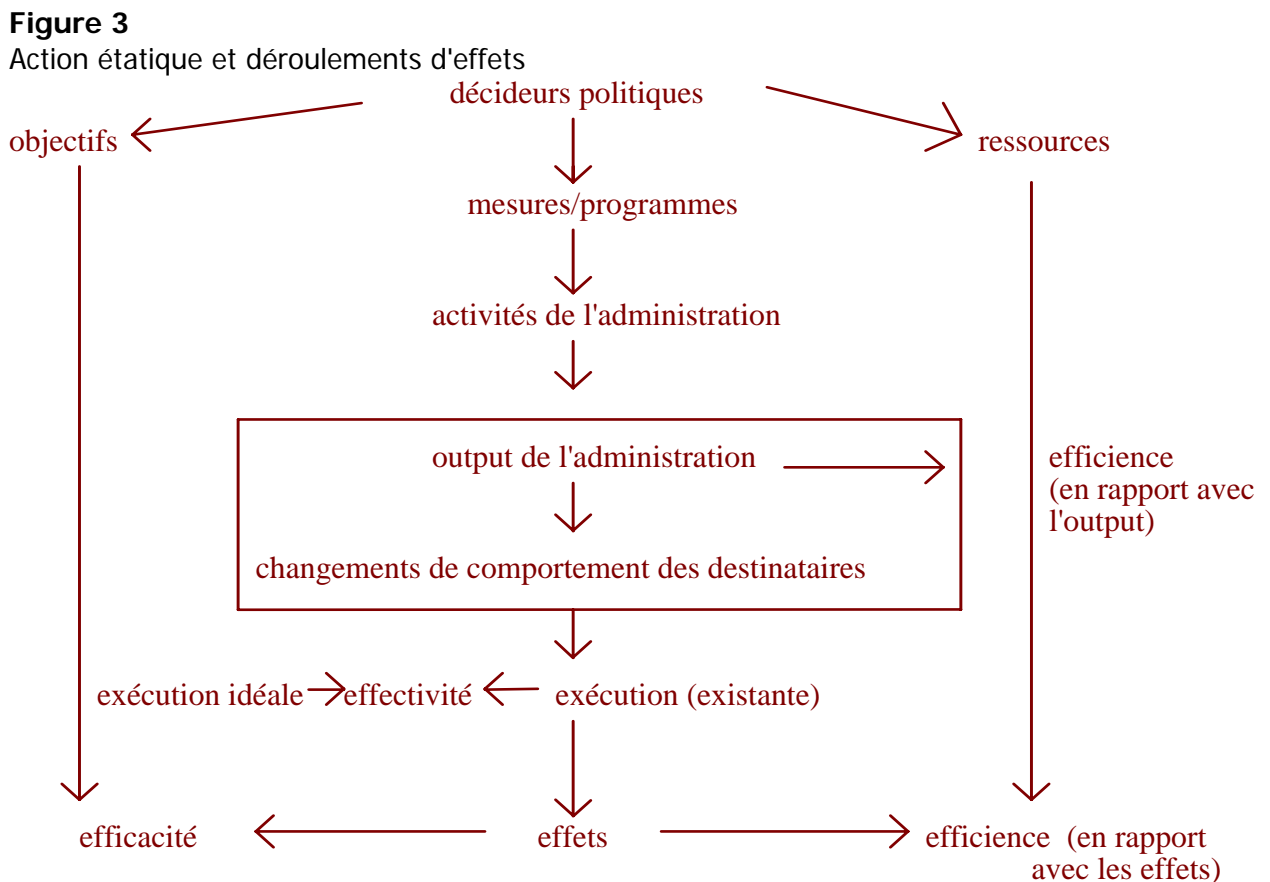 Figure 3
Action étatique et déroulements d'effets
décideurs politiques
objectifs
ressources
mesures/programmes
activités de l'administration
output de l'administration
efficience
(en rapport avec
l'output)
changements de comportement des destinataires
exécution idéale
effectivité
exécution (existante)
efficacité
effets
efficience (en rapport
avec les effets)